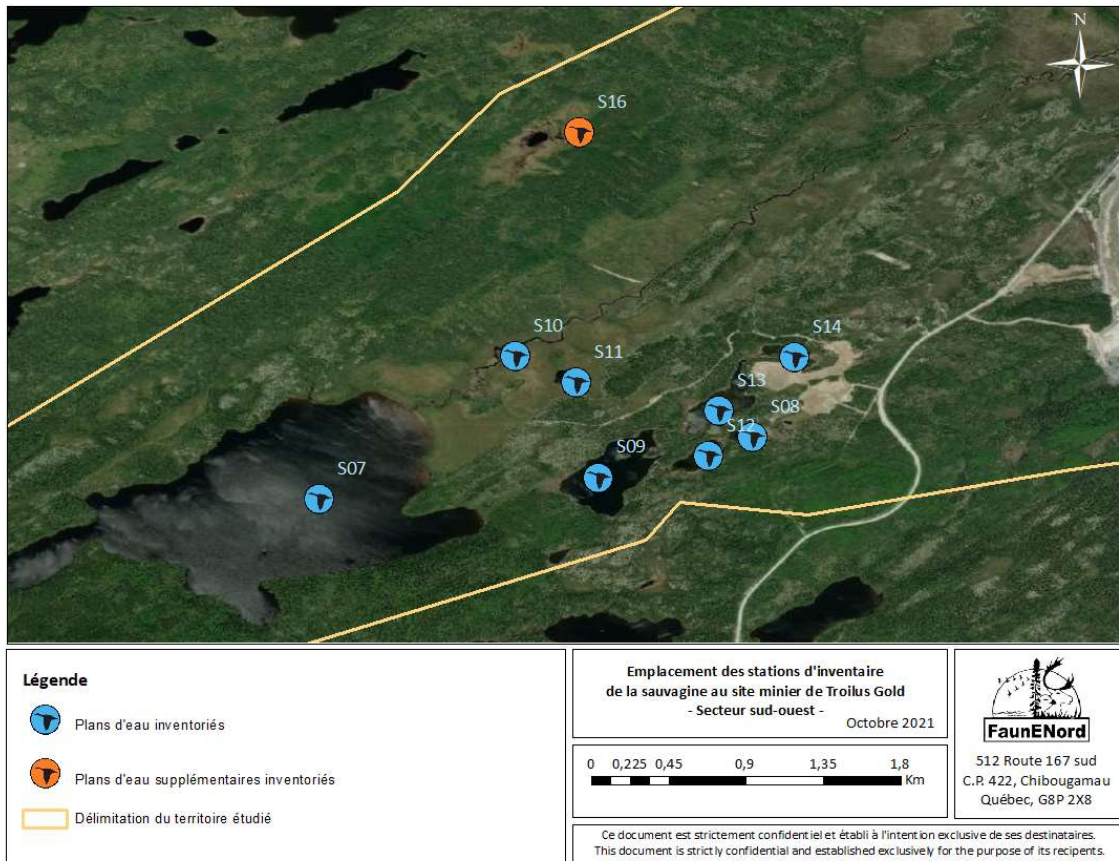 N
S16
S10
S14
S11
S13
S08
S12
S09
S07
Légende
Plans d'eau inventoriés
Plans d'eau supplémentaires inventoriés
Délimitation du territoire étudié
Emplacement des stations d'inventaire
de la sauvagine au site minier de Troilus Gold
- Secteur sud-ouest -
Octobre 2021
0 0,225 0,45 0,9 1,35 1,8
Km
FaunENord
512 Route 167 sud
C.P. 422, Chibougamau
Québec, G8P 2X8
Ce document est strictement confidentiel et établi à l'intention exclusive de ses destinataires.
This document is strictly confidential and established exclusively for the purpose of its recipents.